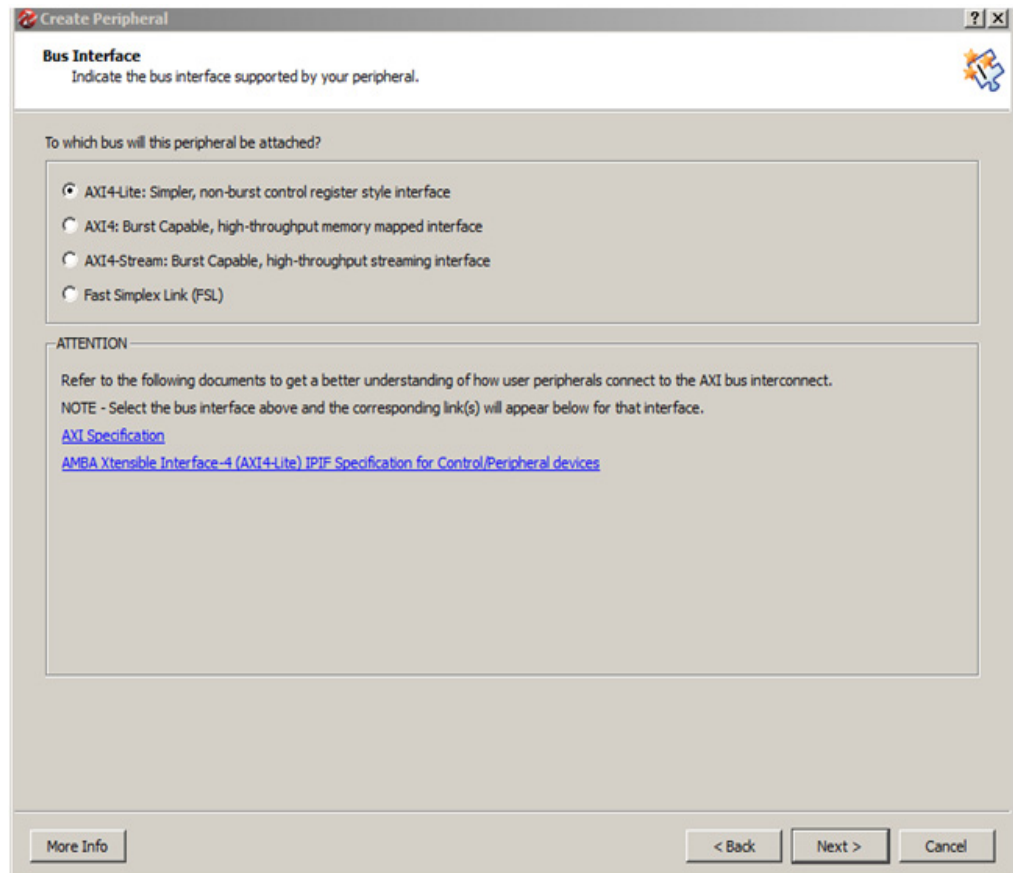 Create Peripheral
Bus Interface
Indicate the bus interface supported by your peripheral.
To which bus will this peripheral be attached?
AXI4-Lite: Simpler, non-burst control register style interface
AXI4: Burst Capable, high-throughput memory mapped interface
AXI4-Stream: Burst Capable, high-throughput streaming interface
Fast Simplex Link (FSL)
ATTENTION
Refer to the following documents to get a better understanding of how user peripherals connect to the AXI bus interconnect.
NOTE - Select the bus interface above and the corresponding link(s) will appear below for that interface.
AXI Specification
AMBA Xtensible Interface-4 (AXI4-Lite) IPIF Specification for Control/Peripheral devices
More Info
< Back
Next >
Cancel